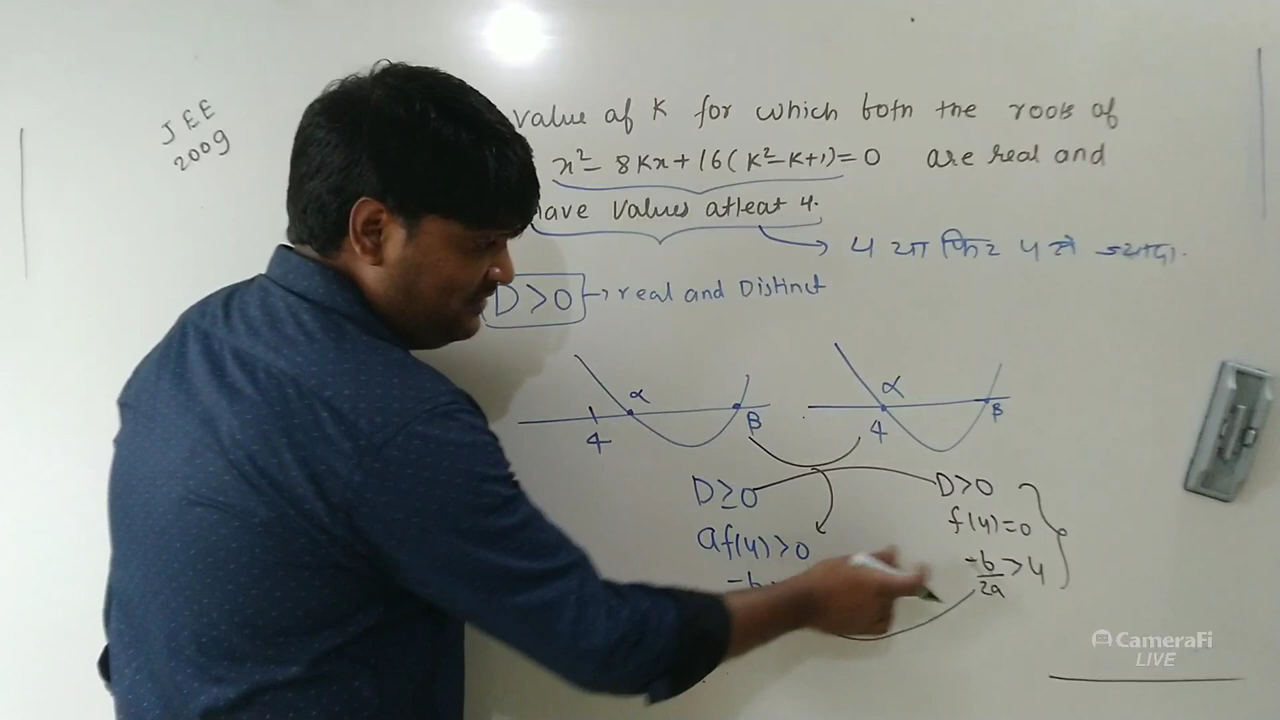 JEE
2009
value of K for which both the roots of
x² - 8Kx + 16(K² - K + 1) = 0 are real and
have values atleat 4.
4 या फिर 4 से ज्यादा.
D > 0 → real and Distinct
α
β
4
α
β
4
D ≥ 0
af(4) > 0
-b
D > 0
f(4) = 0
-b/2a > 4
CameraFi
LIVE